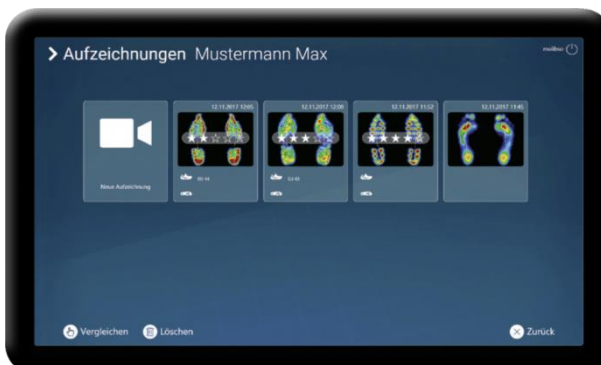 Aufzeichnungen Mustermann Max
12.11.2017 12:05
12.11.2017 12:00
12.11.2017 11:52
12.11.2017 11:45
Neue Aufzeichnung
Vergleichen
Löschen
Zurück